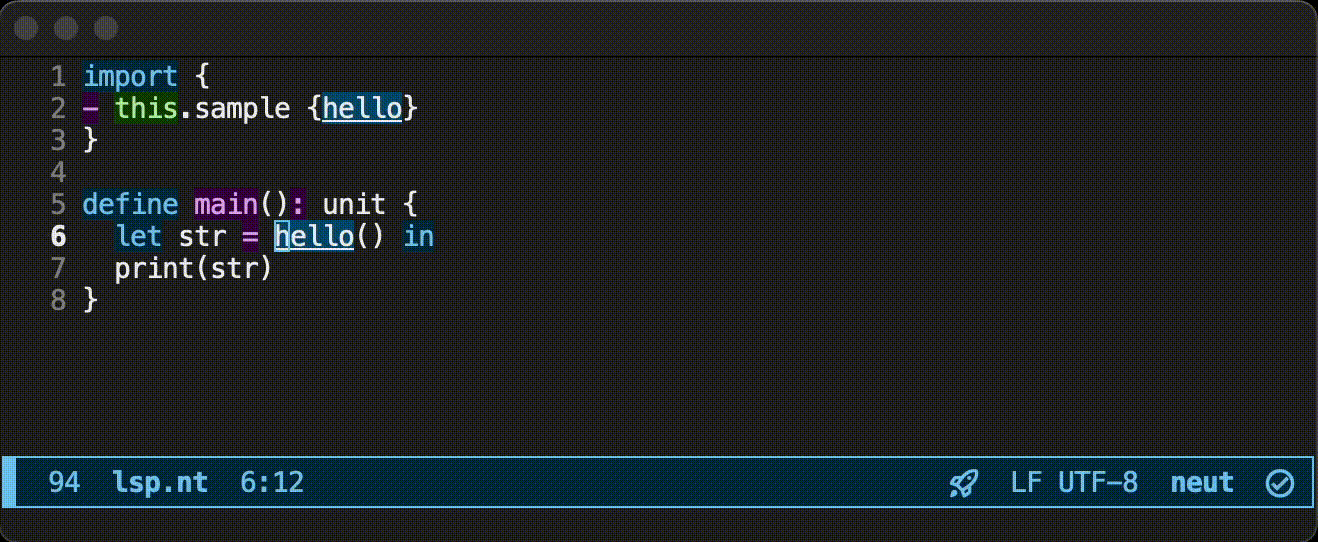 1 import {
2 - this.sample {hello}
3 }
4
5 define main(): unit {
6   let str = hello() in
7   print(str)
8 }
94 lsp.nt 6:12 LF UTF-8 neut